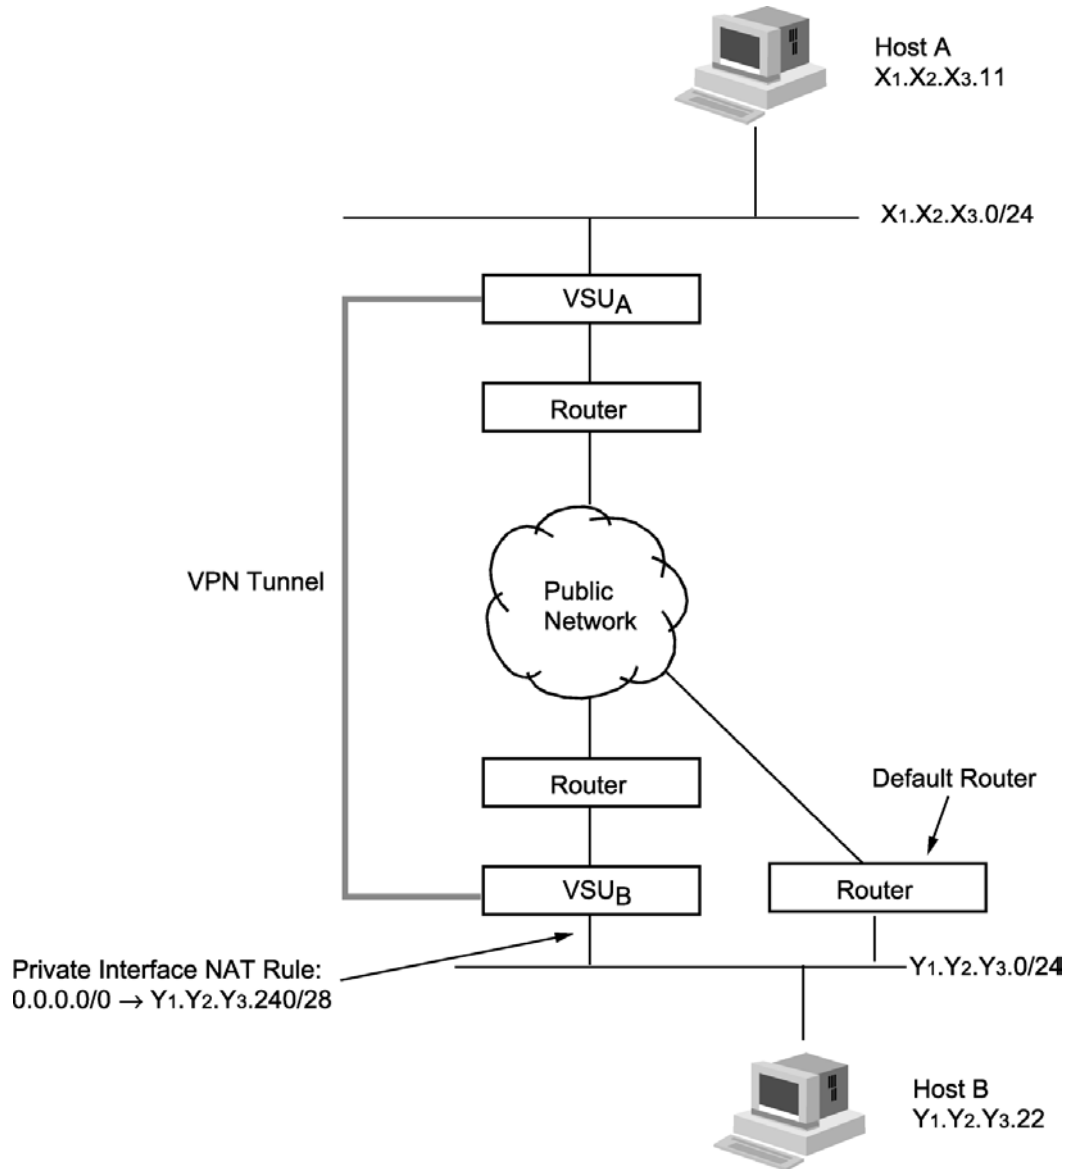 Host A
X1.X2.X3.11
X1.X2.X3.0/24
VSUA
Router
VPN Tunnel
Public
Network
Router
Default Router
VSUB
Router
Private Interface NAT Rule:
0.0.0.0/0 → Y1.Y2.Y3.240/28
Y1.Y2.Y3.0/24
Host B
Y1.Y2.Y3.22